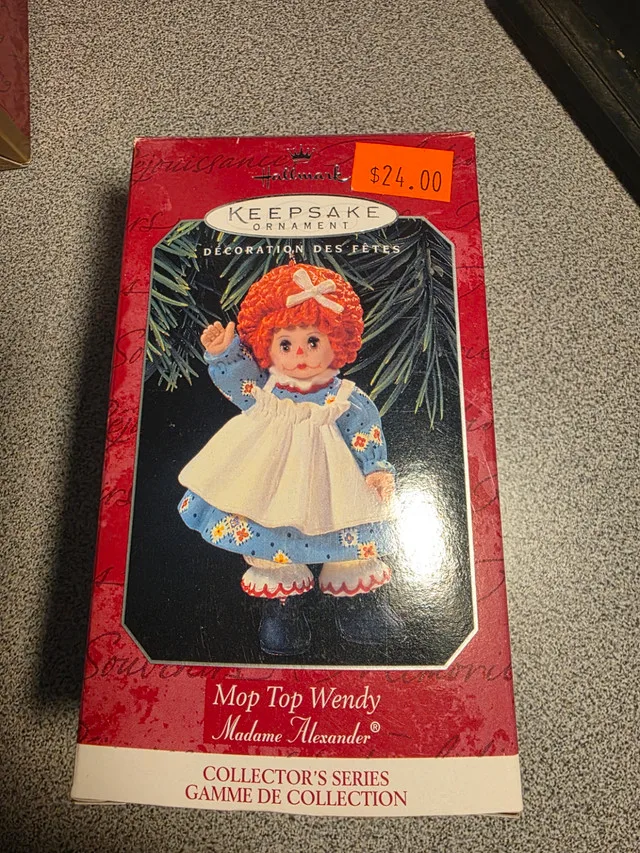 Hallmark
$24.00
KEEPSAKE
ORNAMENT
DÉCORATION DES FÊTES
Mop Top Wendy
Madame Alexander®
COLLECTOR'S SERIES
GAMME DE COLLECTION